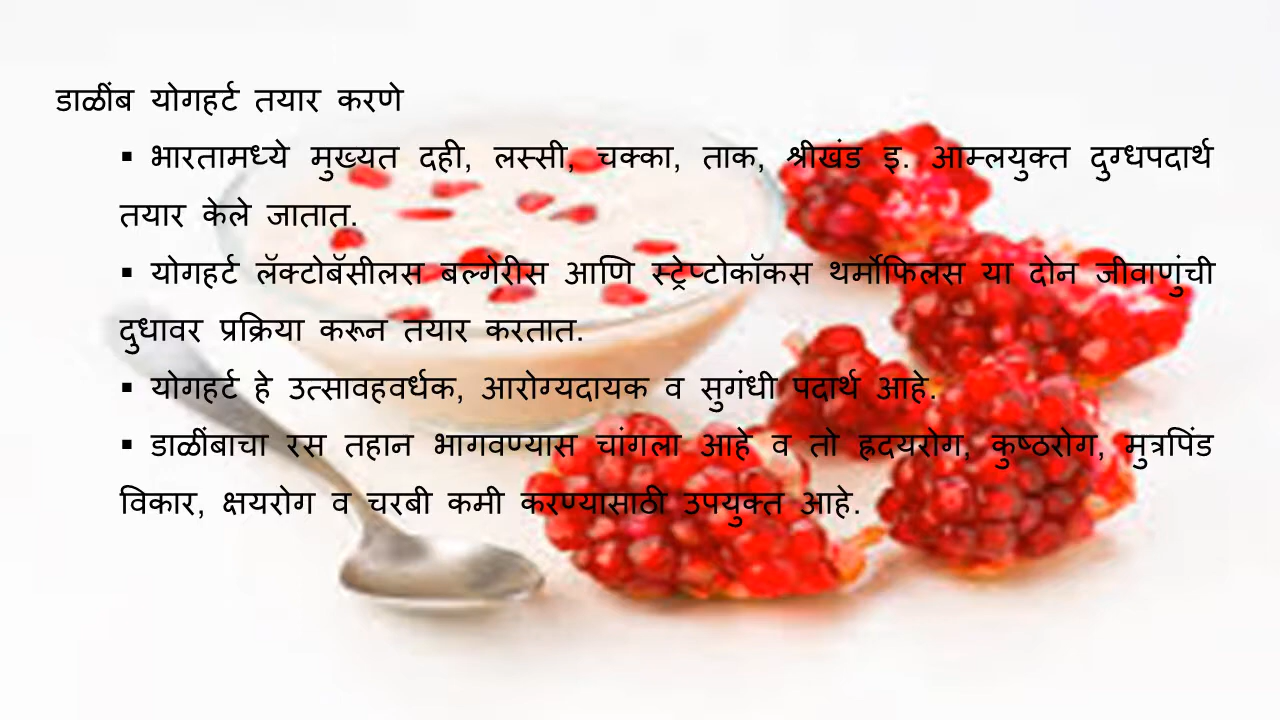 डाळींब योगहर्ट तयार करणे
▪ भारतामध्ये मुख्यत दही, लस्सी, चक्का, ताक, श्रीखंड इ. आम्लयुक्त दुग्धपदार्थ
तयार केले जातात.
▪ योगहर्ट लॅक्टोबॅसीलस बल्गेरीस आणि स्ट्रेप्टोकॉकस थर्मोफिलस या दोन जीवाणुंची
दुधावर प्रक्रिया करून तयार करतात.
▪ योगहर्ट हे उत्सावहवर्धक, आरोग्यदायक व सुगंधी पदार्थ आहे.
▪ डाळींबाचा रस तहान भागवण्यास चांगला आहे व तो ह्रदयरोग, कुष्ठरोग, मुत्रपिंड
विकार, क्षयरोग व चरबी कमी करण्यासाठी उपयुक्त आहे.